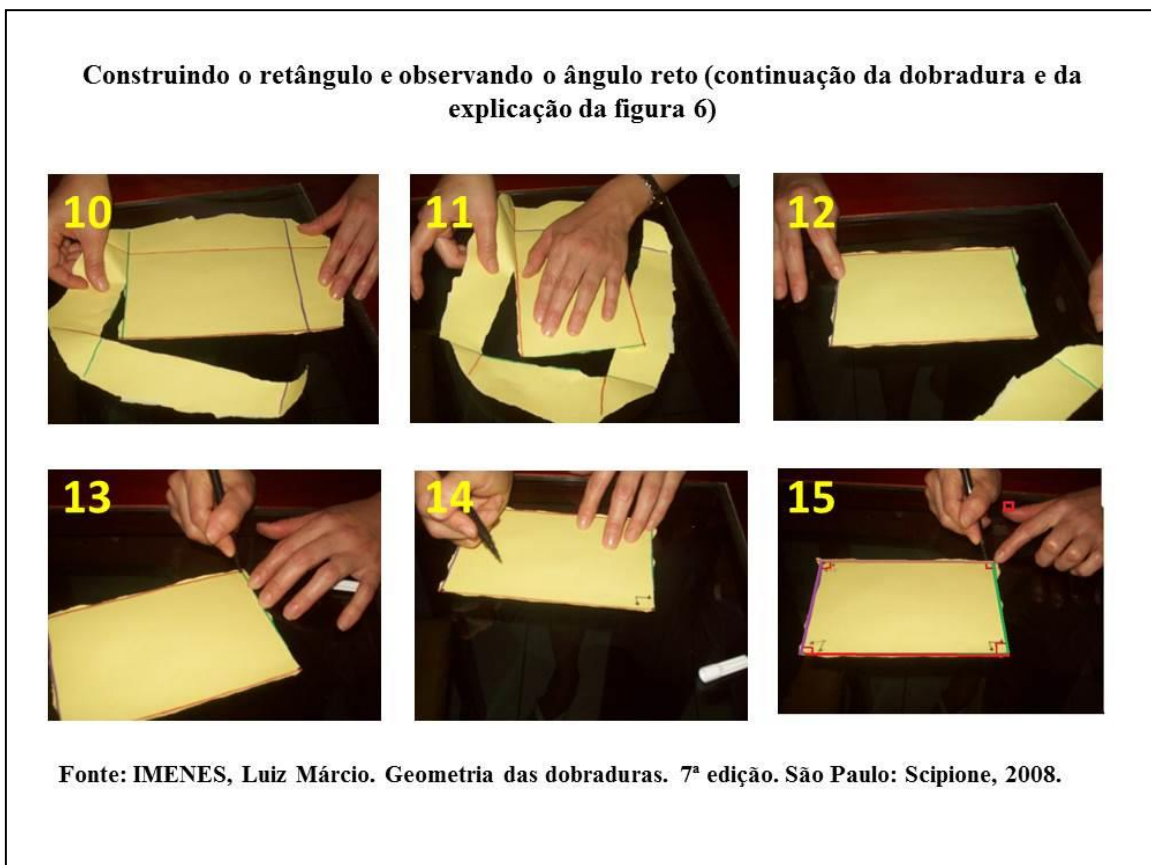 Construindo o retângulo e observando o ângulo reto (continuação da dobradura e da
explicação da figura 6)
10
11
12
13
14
15
Fonte: IMENES, Luiz Márcio. Geometria das dobraduras. 7ª edição. São Paulo: Scipione, 2008.